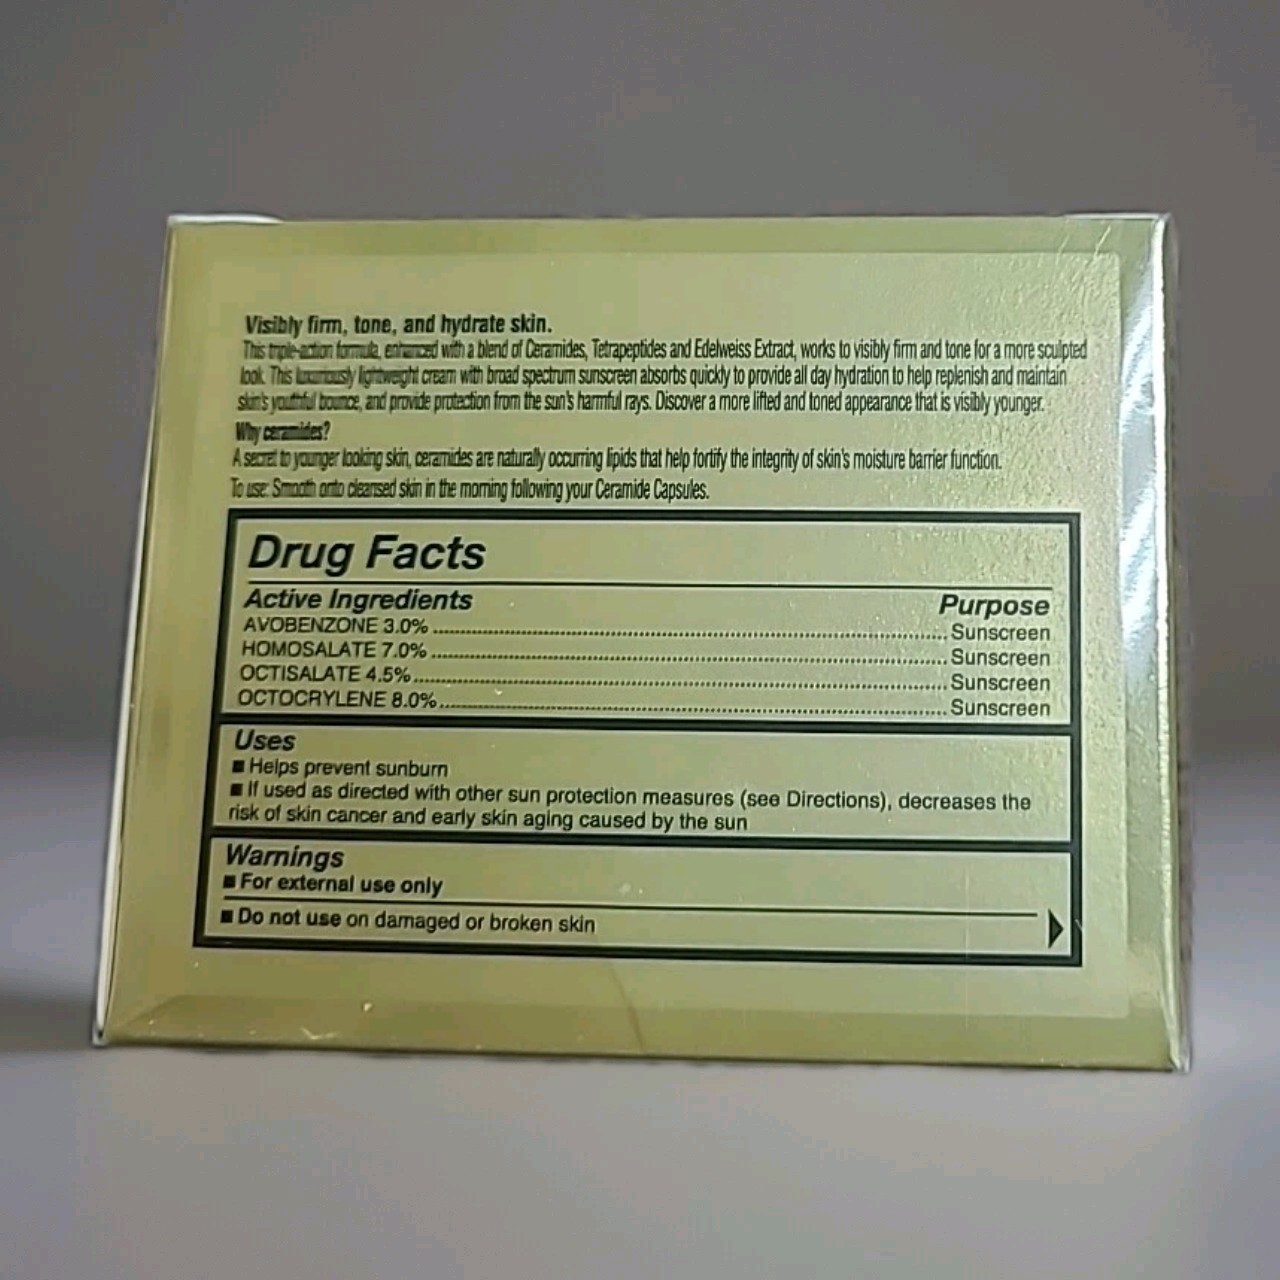 Visibly firm, tone, and hydrate skin.
This triple-action formula, enhanced with a blend of Ceramides, Tetrapeptides and Edelweiss Extract, works to visibly firm and tone for a more sculpted
look. This luxuriously lightweight cream with broad spectrum sunscreen absorbs quickly to provide all day hydration to help replenish and maintain
skin's youthful bounce, and provide protection from the sun's harmful rays. Discover a more lifted and toned appearance that is visibly younger.
Why ceramides?
A secret to younger looking skin, ceramides are naturally occurring lipids that help fortify the integrity of skin's moisture barrier function.
To use: Smooth onto cleansed skin in the morning following your Ceramide Capsules.
Drug Facts
Active Ingredients Purpose
AVOBENZONE 3.0% Sunscreen
HOMOSALATE 7.0% Sunscreen
OCTISALATE 4.5% Sunscreen
OCTOCRYLENE 8.0% Sunscreen
Uses
■ Helps prevent sunburn
■ If used as directed with other sun protection measures (see Directions), decreases the
risk of skin cancer and early skin aging caused by the sun
Warnings
■ For external use only
■ Do not use on damaged or broken skin